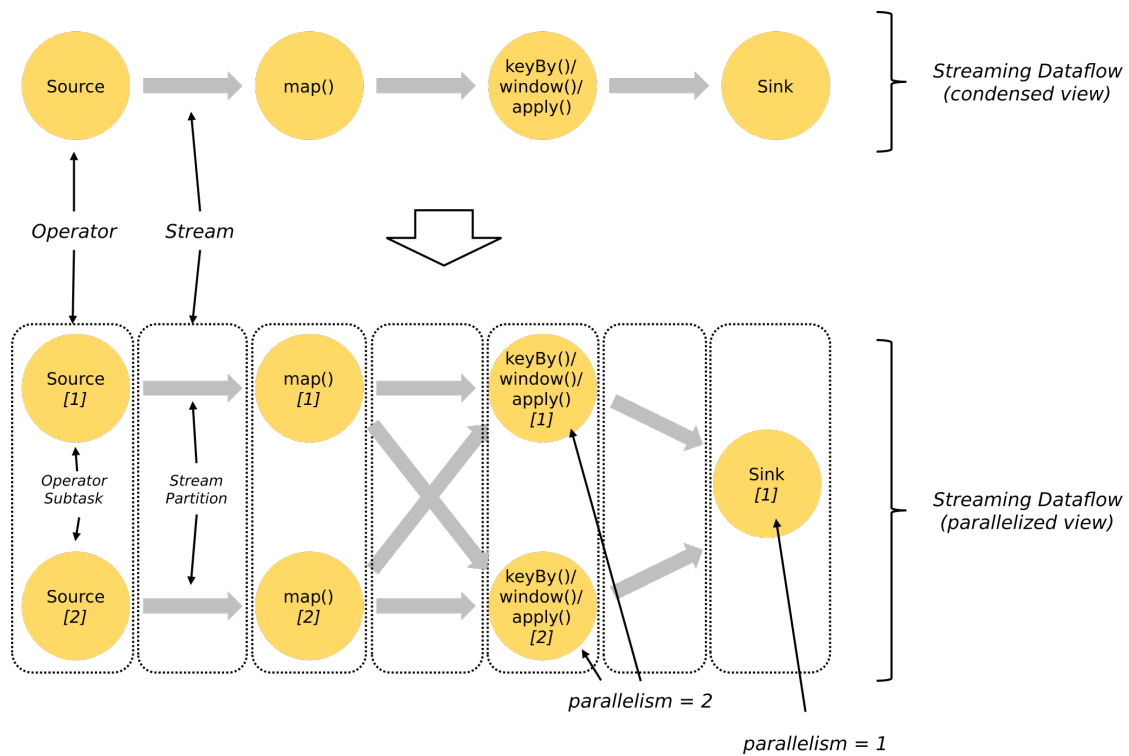 Source
map()
keyBy()/
window()/
apply()
Sink
Streaming Dataflow
(condensed view)
Operator
Stream
Source
[1]
map()
[1]
keyBy()/
window()/
apply()
[1]
Operator
Subtask
Stream
Partition
Sink
[1]
Streaming Dataflow
(parallelized view)
Source
[2]
map()
[2]
keyBy()/
window()/
apply()
[2]
parallelism = 2
parallelism = 1